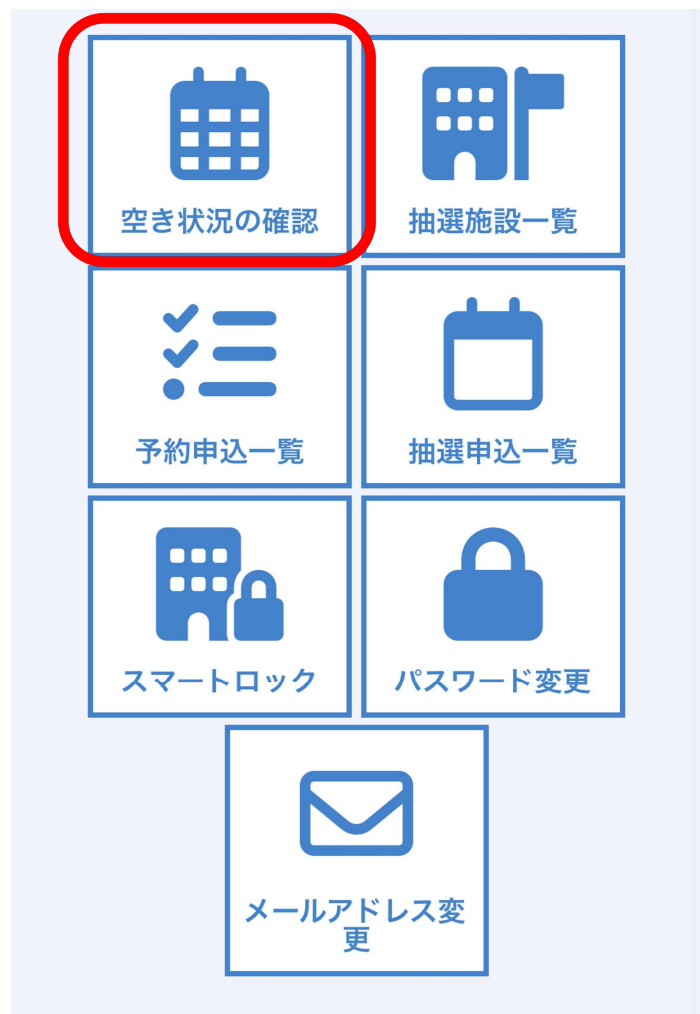 空き状況の確認
抽選施設一覧
予約申込一覧
抽選申込一覧
スマートロック
パスワード変更
メールアドレス変
更